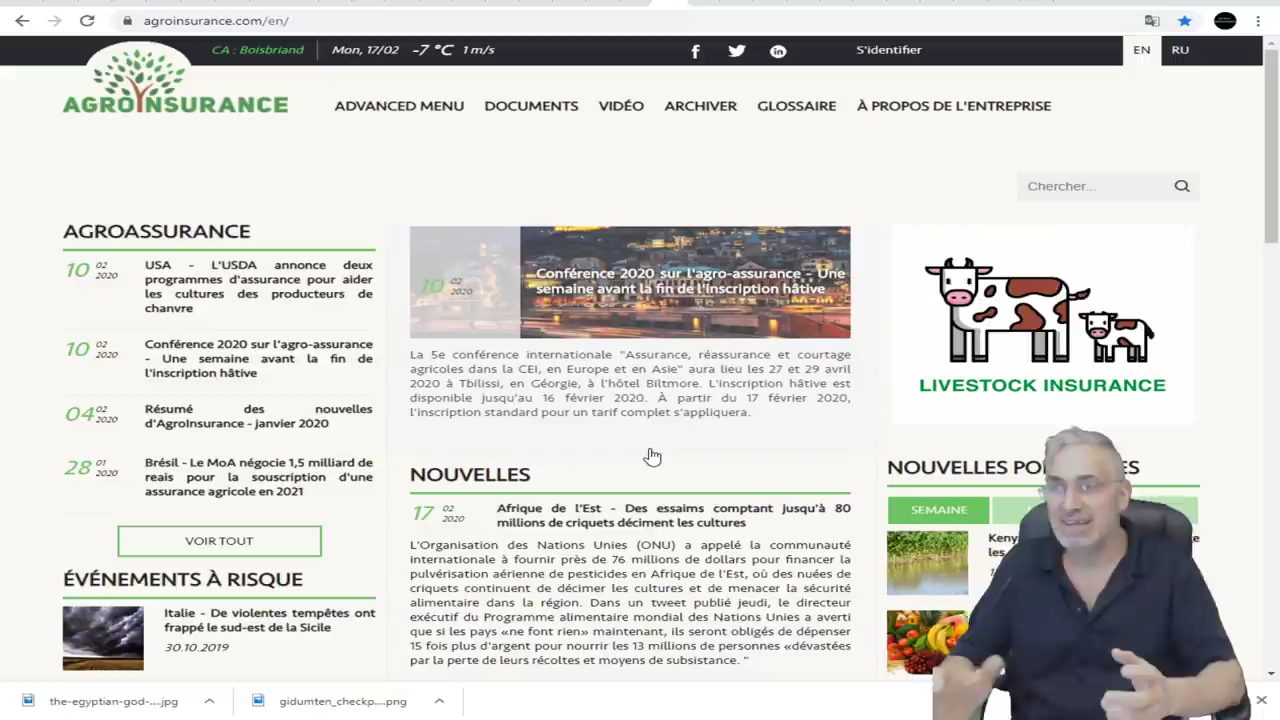 agroinsurance.com/en/
CA : Boisbriand
Mon, 17/02 -7 °C 1 m/s
S'identifier
EN RU
AGROINSURANCE
ADVANCED MENU DOCUMENTS VIDÉO ARCHIVER GLOSSAIRE À PROPOS DE L'ENTREPRISE
Chercher...
AGROASSURANCE
10 02 2020
USA - L'USDA annonce deux
programmes d'assurance pour aider
les cultures des producteurs de
chanvre
10 02 2020
Conférence 2020 sur l'agro-assurance
- Une semaine avant la fin de
l'inscription hâtive
04 02 2020
Résumé des nouvelles
d'AgroInsurance - janvier 2020
28 01 2020
Brésil - Le MoA négocie 1,5 milliard de
reais pour la souscription d'une
assurance agricole en 2021
VOIR TOUT
ÉVÉNEMENTS À RISQUE
Italie - De violentes tempêtes ont
frappé le sud-est de la Sicile
30.10.2019
10 02 2020
Conférence 2020 sur l'agro-assurance - Une
semaine avant la fin de l'inscription hâtive
La 5e conférence internationale "Assurance, réassurance et courtage
agricoles dans la CEI, en Europe et en Asie" aura lieu les 27 et 29 avril
2020 à Tbilissi, en Géorgie, à l'hôtel Biltmore. L'inscription hâtive est
disponible jusqu'au 16 février 2020. À partir du 17 février 2020,
l'inscription standard pour un tarif complet s'appliquera.
NOUVELLES
17 02 2020
Afrique de l'Est - Des essaims comptant jusqu'à 80
millions de criquets déciment les cultures
L'Organisation des Nations Unies (ONU) a appelé la communauté
internationale à fournir près de 76 millions de dollars pour financer la
pulvérisation aérienne de pesticides en Afrique de l'Est, où des nuées de
criquets continuent de décimer les cultures et de menacer la sécurité
alimentaire dans la région. Dans un tweet publié jeudi, le directeur
exécutif du Programme alimentaire mondial des Nations Unies a averti
que si les pays «ne font rien» maintenant, ils seront obligés de dépenser
15 fois plus d'argent pour nourrir les 13 millions de personnes «dévastées
par la perte de leurs récoltes et moyens de subsistance. "
LIVESTOCK INSURANCE
NOUVELLES
SEMAINE
les
the-egyptian-god-....jpg
gidumten_checkp....png